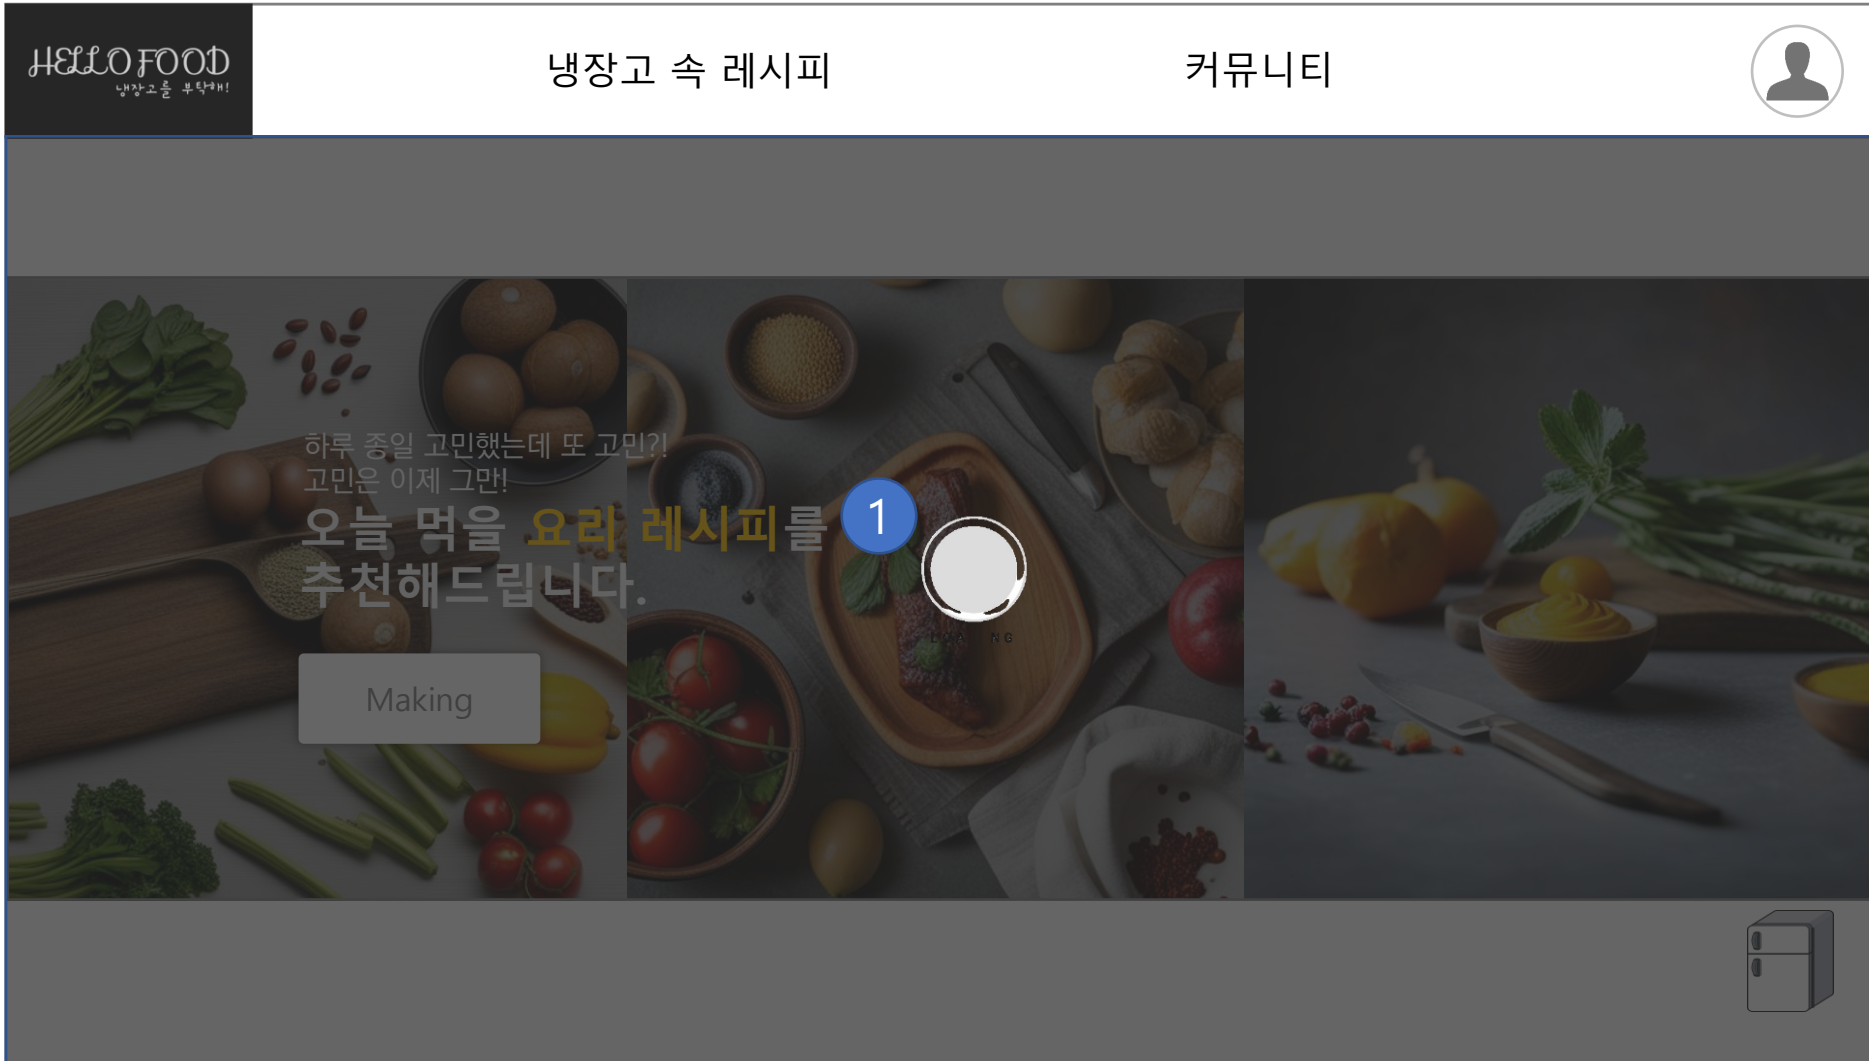 HELLO FOOD
냉장고를 부탁해!
냉장고 속 레시피
커뮤니티
하루 종일 고민했는데 또 고민?!
고민은 이제 그만!
오늘 먹을 요리 레시피를
추천해드립니다.
1
Making